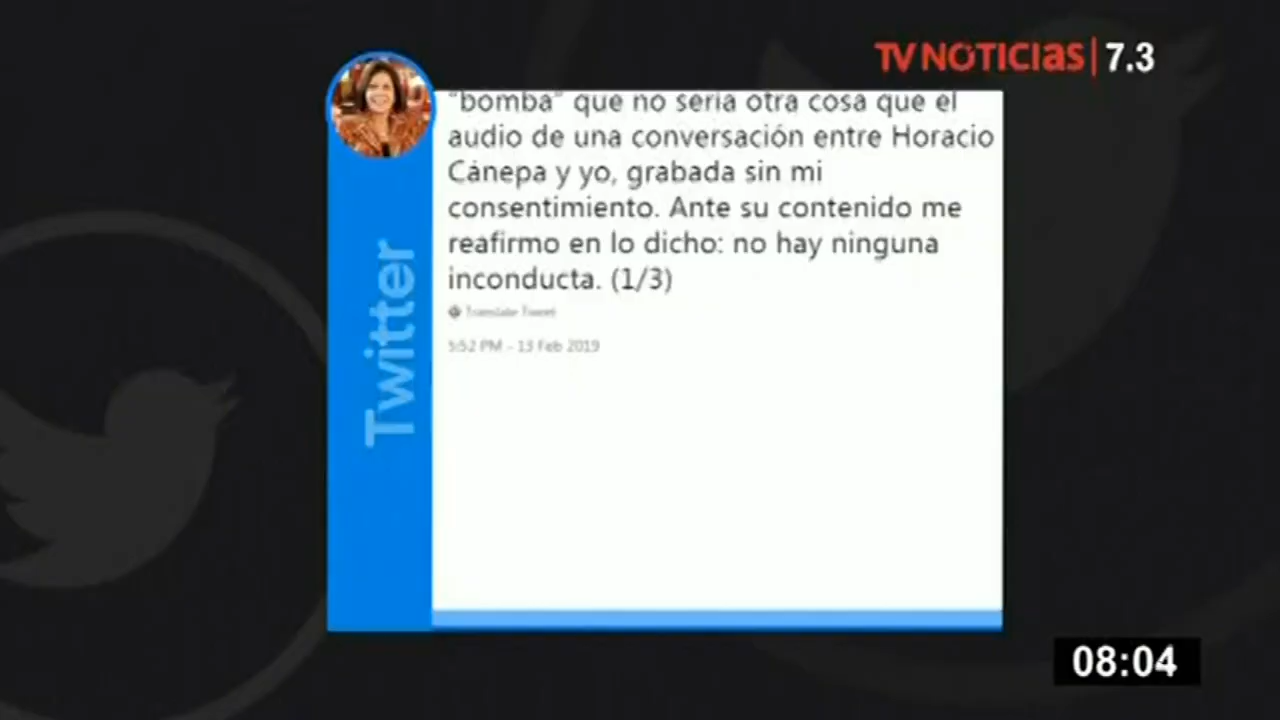 TV NOTICIAS | 7.3
"bomba" que no sería otra cosa que el
audio de una conversación entre Horacio
Cánepa y yo, grabada sin mi
consentimiento. Ante su contenido me
reafirmo en lo dicho: no hay ninguna
inconducta. (1/3)
Translate Tweet
5:52 PM - 13 Feb 2019
Twitter
08:04